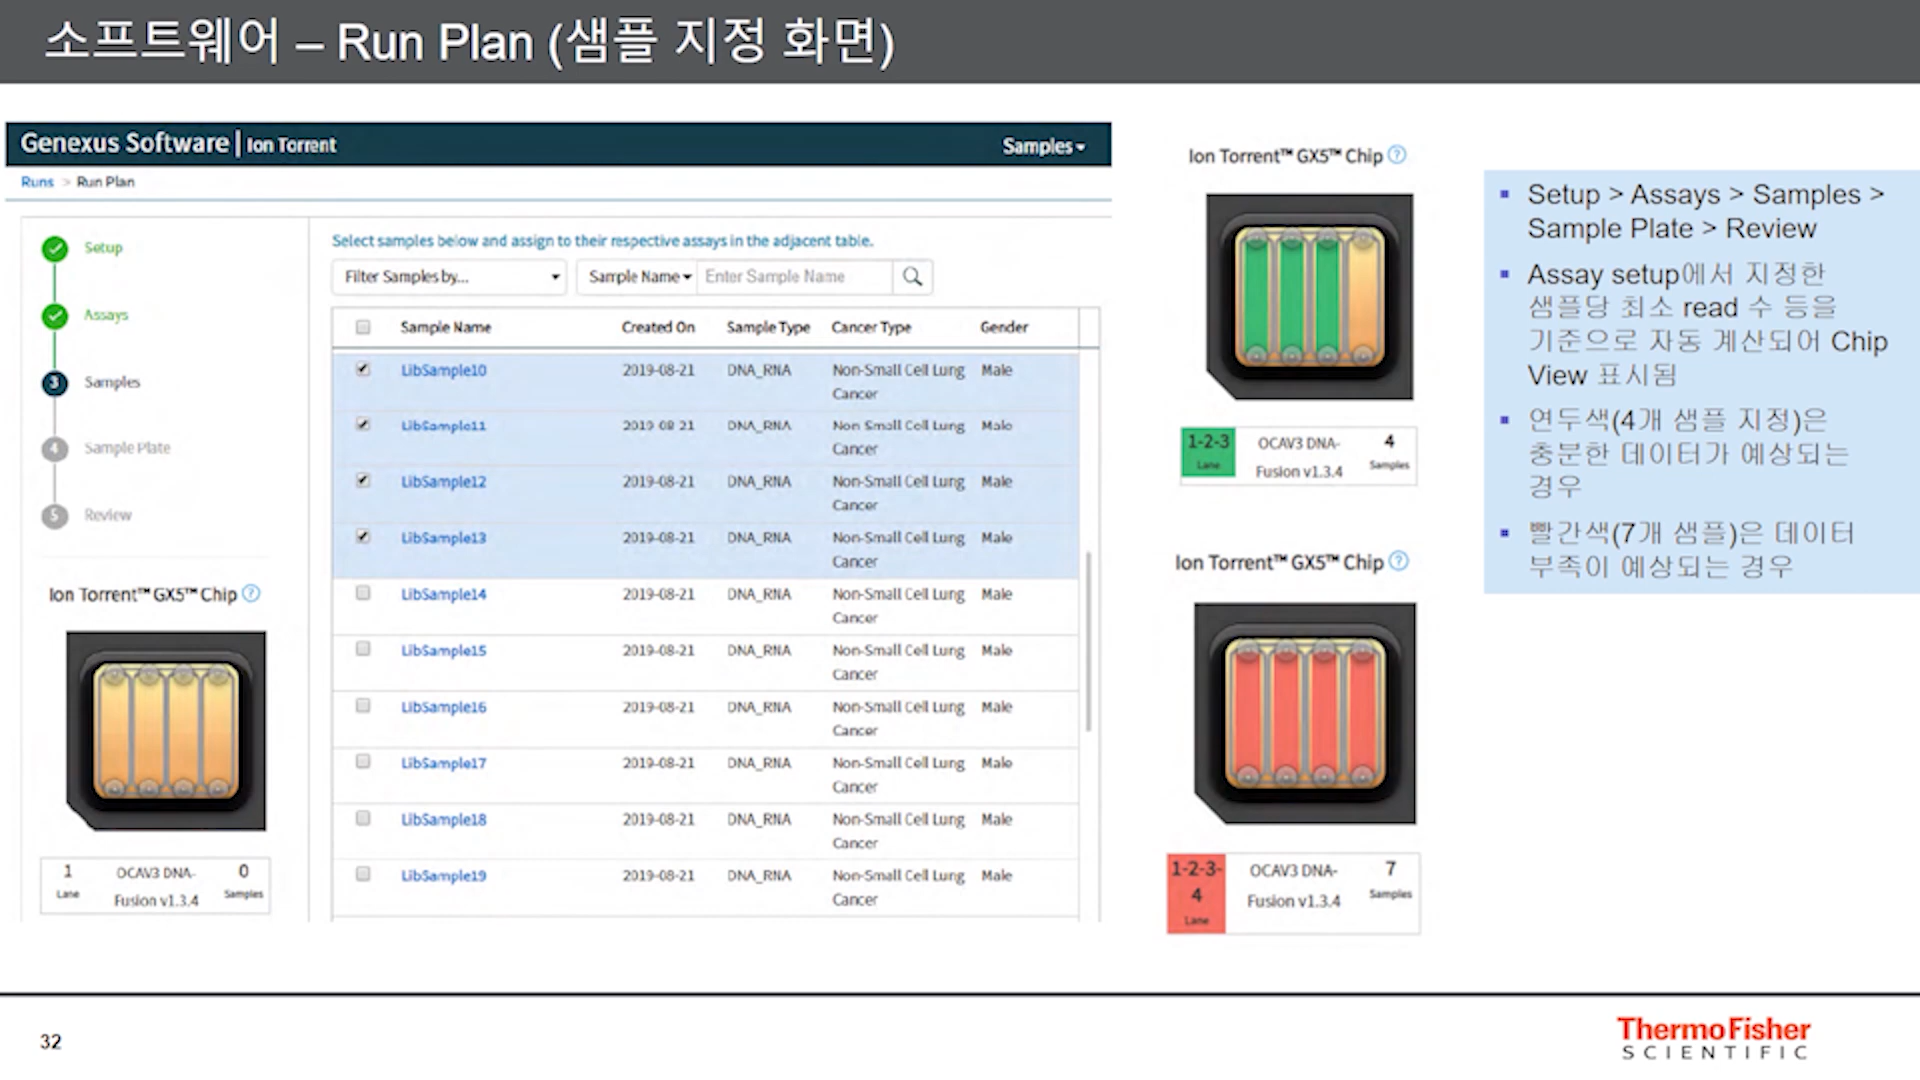 소프트웨어 – Run Plan (샘플 지정 화면)
Genexus Software | Ion Torrent
Samples
Runs > Run Plan
Setup
Assays
3 Samples
4 Sample Plate
5 Review
Ion Torrent™ GX5™ Chip ?
1 Lane OCAV3 DNA- 0 Samples
Fusion v1.3.4
Select samples below and assign to their respective assays in the adjacent table.
Filter Samples by... Sample Name Enter Sample Name
Sample Name Created On Sample Type Cancer Type Gender
LibSample10 2019-08-21 DNA_RNA Non-Small Cell Lung Male
Cancer
LibSample11 2019-08-21 DNA_RNA Non-Small Cell Lung Male
Cancer
LibSample12 2019-08-21 DNA_RNA Non-Small Cell Lung Male
Cancer
LibSample13 2019-08-21 DNA_RNA Non-Small Cell Lung Male
Cancer
LibSample14 2019-08-21 DNA_RNA Non-Small Cell Lung Male
Cancer
LibSample15 2019-08-21 DNA_RNA Non-Small Cell Lung Male
Cancer
LibSample16 2019-08-21 DNA_RNA Non-Small Cell Lung Male
Cancer
LibSample17 2019-08-21 DNA_RNA Non-Small Cell Lung Male
Cancer
LibSample18 2019-08-21 DNA_RNA Non-Small Cell Lung Male
Cancer
LibSample19 2019-08-21 DNA_RNA Non-Small Cell Lung Male
Cancer
Ion Torrent™ GX5™ Chip ?
1-2-3 OCAV3 DNA- 4
Lane Fusion v1.3.4 Samples
Ion Torrent™ GX5™ Chip ?
1-2-3- OCAV3 DNA- 7
4 Fusion v1.3.4 Samples
Lane
Setup > Assays > Samples >
Sample Plate > Review
Assay setup에서 지정한
샘플당 최소 read 수 등을
기준으로 자동 계산되어 Chip
View 표시됨
연두색(4개 샘플 지정)은
충분한 데이터가 예상되는
경우
빨간색(7개 샘플)은 데이터
부족이 예상되는 경우
32
ThermoFisher
SCIENTIFIC